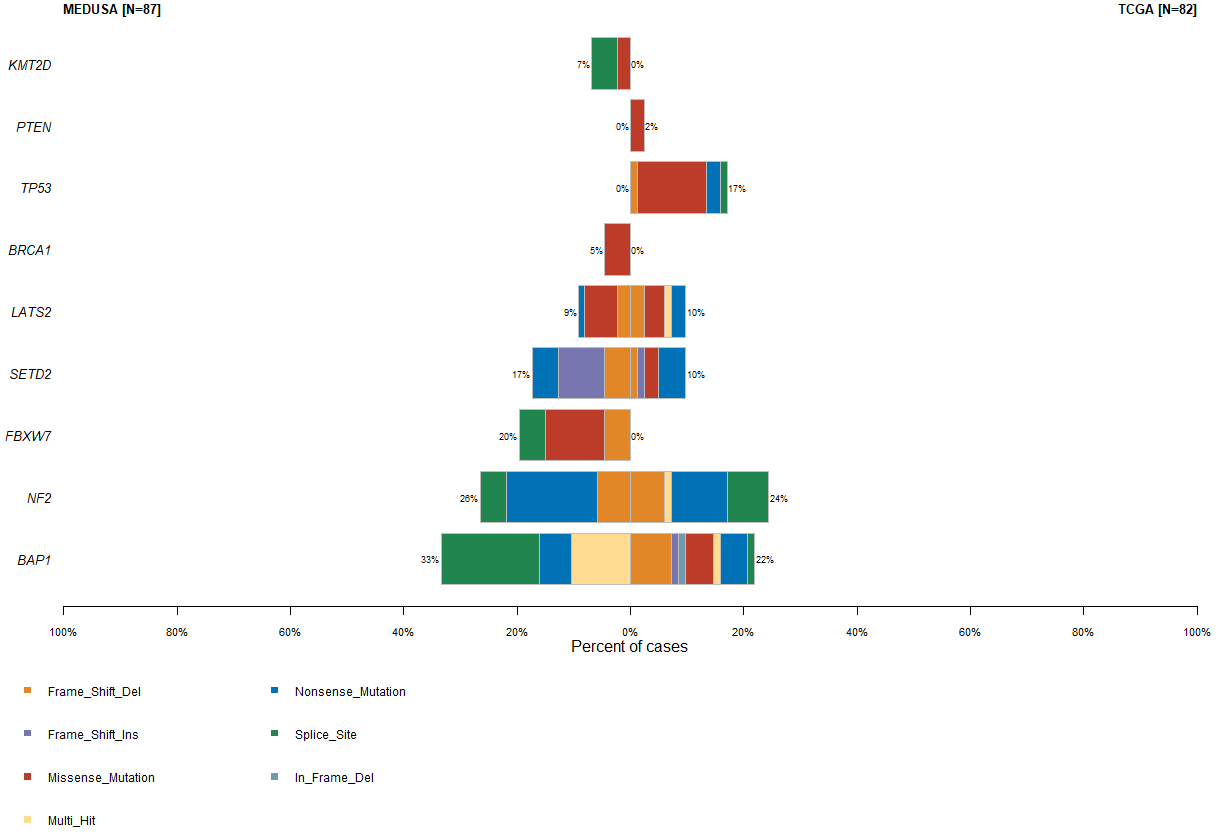 MEDUSA [N=87] TCGA [N=82]
KMT2D 7% 0%
PTEN 0% 2%
TP53 0% 17%
BRCA1 5% 0%
LATS2 9% 10%
SETD2 17% 10%
FBXW7 20% 0%
NF2 26% 24%
BAP1 33% 22%
100% 80% 60% 40% 20% 0% 20% 40% 60% 80% 100%
Percent of cases
Frame_Shift_Del Nonsense_Mutation
Frame_Shift_Ins Splice_Site
Missense_Mutation In_Frame_Del
Multi_Hit